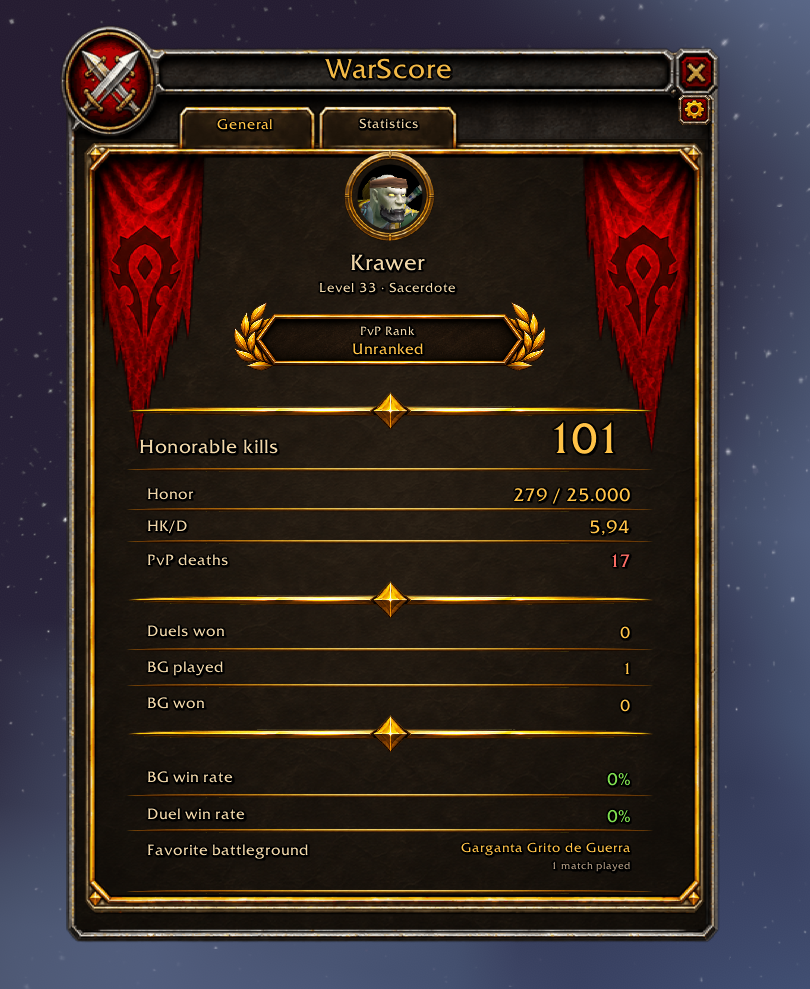 WarScore
General
Statistics
Krawer
Level 33 · Sacerdote
PvP Rank
Unranked
Honorable kills 101
Honor 279 / 25.000
HK/D 5,94
PvP deaths 17
Duels won 0
BG played 1
BG won 0
BG win rate 0%
Duel win rate 0%
Favorite battleground Garganta Grito de Guerra
1 match played